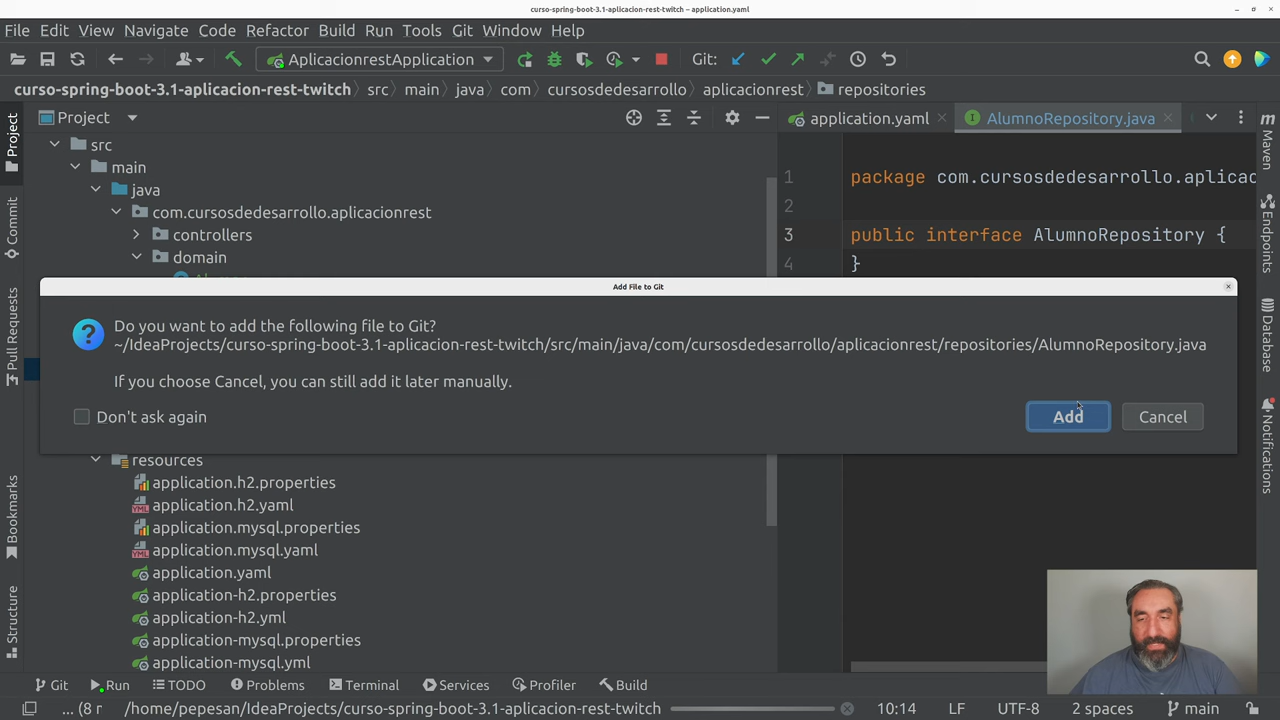 curso-spring-boot-3.1-aplicacion-rest-twitch – application.yaml
File Edit View Navigate Code Refactor Build Run Tools Git Window Help
AplicacionrestApplication Git:
curso-spring-boot-3.1-aplicacion-rest-twitch src main java com cursosdedesarrollo aplicacionrest repositories
Project
application.yaml
AlumnoRepository.java
Project
Commit
Pull Requests
Bookmarks
Structure
src
main
java
com.cursosdedesarrollo.aplicacionrest
controllers
domain
1 package com.cursosdedesarrollo.aplicac
2
3 public interface AlumnoRepository {
4 }
Maven
Endpoints
Database
Notifications
Add File to Git
? Do you want to add the following file to Git?
~/IdeaProjects/curso-spring-boot-3.1-aplicacion-rest-twitch/src/main/java/com/cursosdedesarrollo/aplicacionrest/repositories/AlumnoRepository.java
If you choose Cancel, you can still add it later manually.
Don't ask again
Add
Cancel
resources
application.h2.properties
application.h2.yaml
application.mysql.properties
application.mysql.yaml
application.yaml
application-h2.properties
application-h2.yml
application-mysql.properties
application-mysql.yml
Git Run TODO Problems Terminal Services Profiler Build
... (8 r /home/pepesan/IdeaProjects/curso-spring-boot-3.1-aplicacion-rest-twitch 10:14 LF UTF-8 2 spaces main